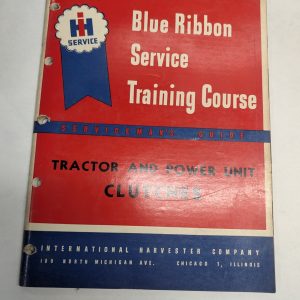 IH
SERVICE
Blue Ribbon
Service
Training Course
SERVICEMAN'S GUIDE
TRACTOR AND POWER UNIT
CLUTCHES
INTERNATIONAL HARVESTER COMPANY
180 NORTH MICHIGAN AVE. CHICAGO 1, ILLINOIS